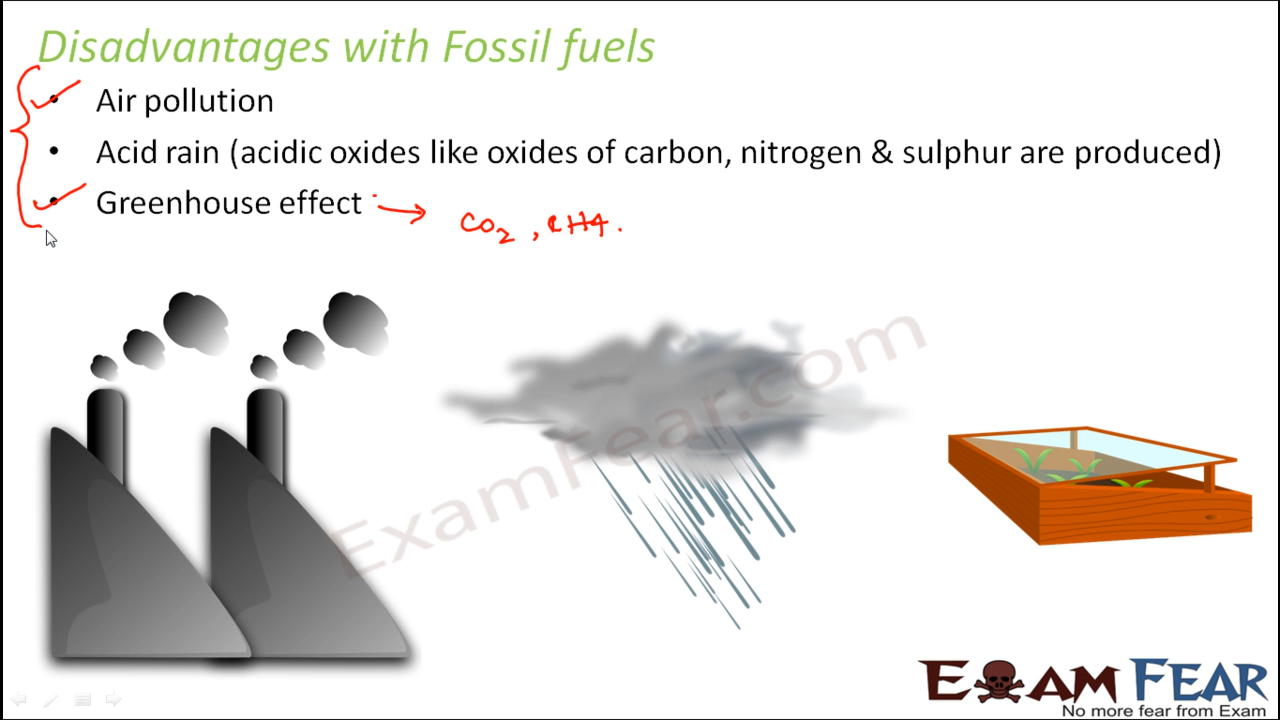 Disadvantages with Fossil fuels
• Air pollution
• Acid rain (acidic oxides like oxides of carbon, nitrogen & sulphur are produced)
• Greenhouse effect → CO2, CH4.
ExamFear.com
EXAM FEAR
No more fear from Exam